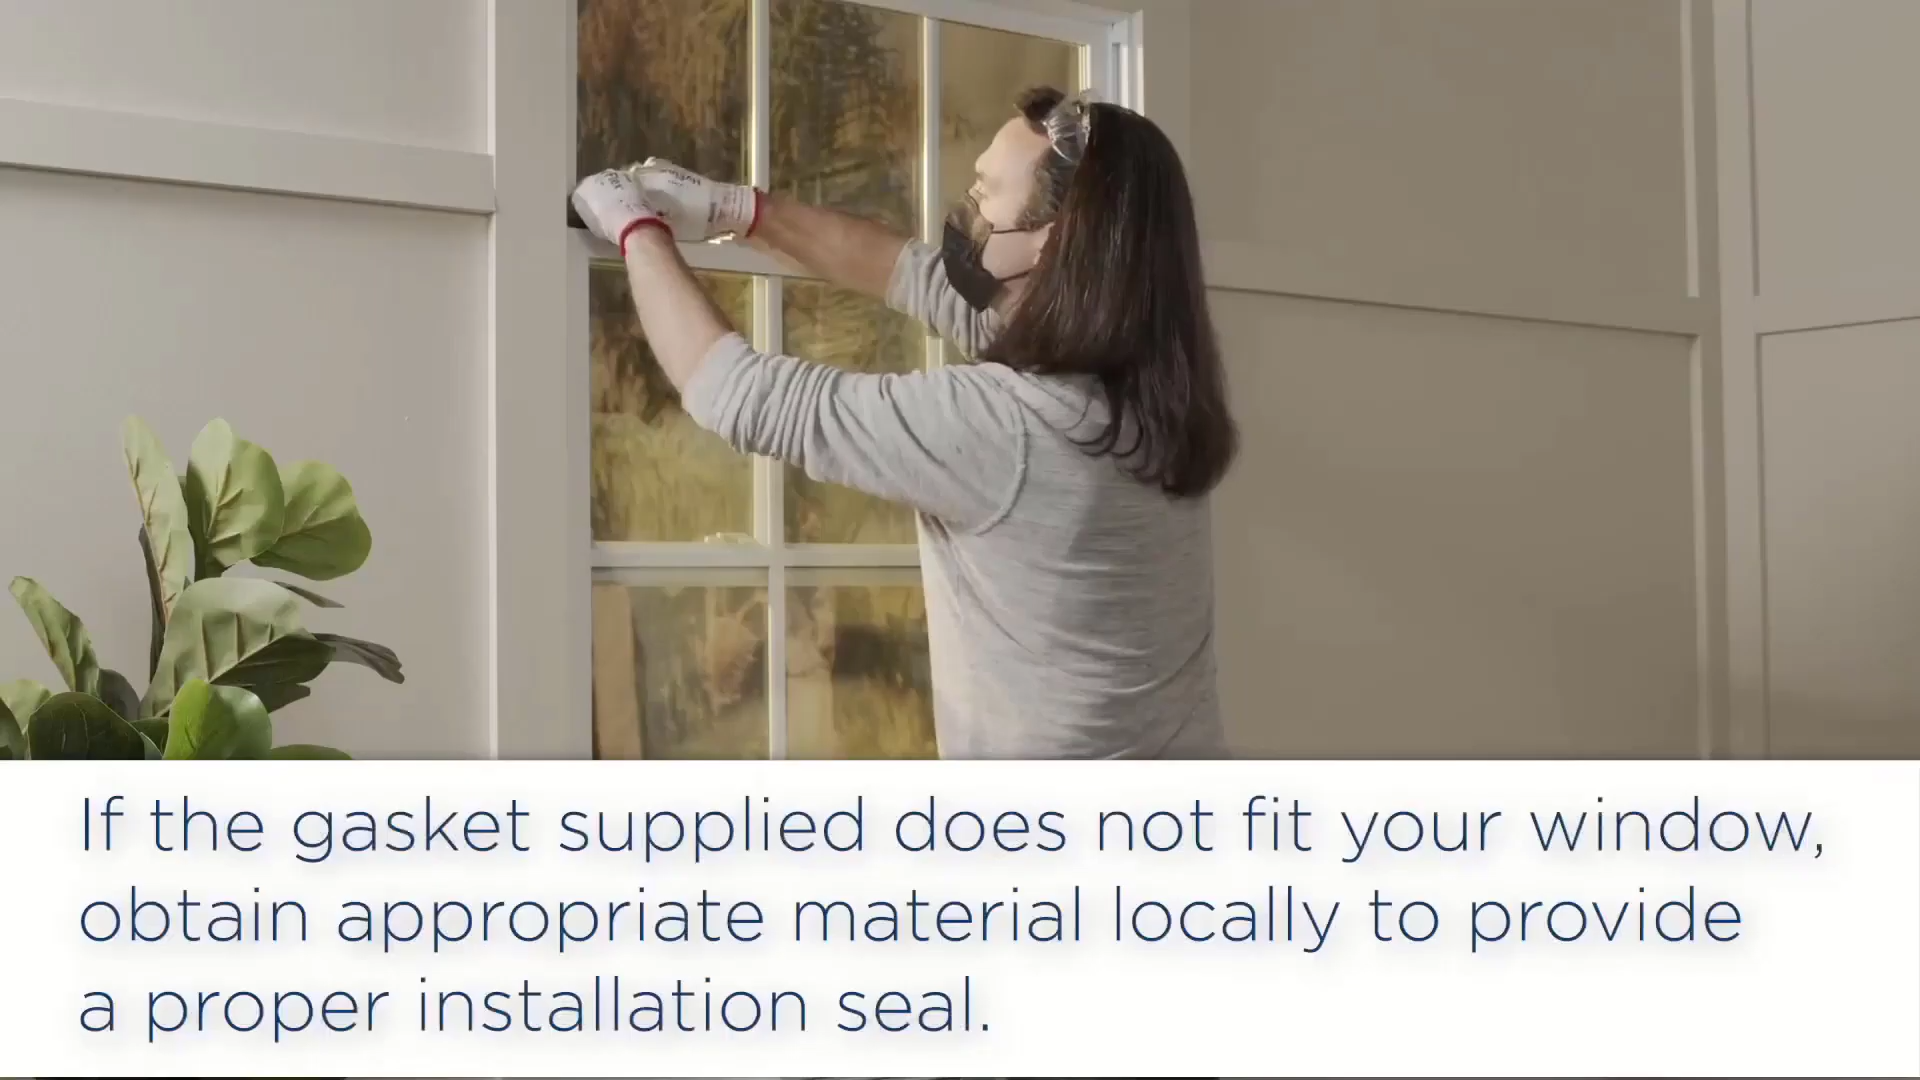 If the gasket supplied does not fit your window,
obtain appropriate material locally to provide
a proper installation seal.